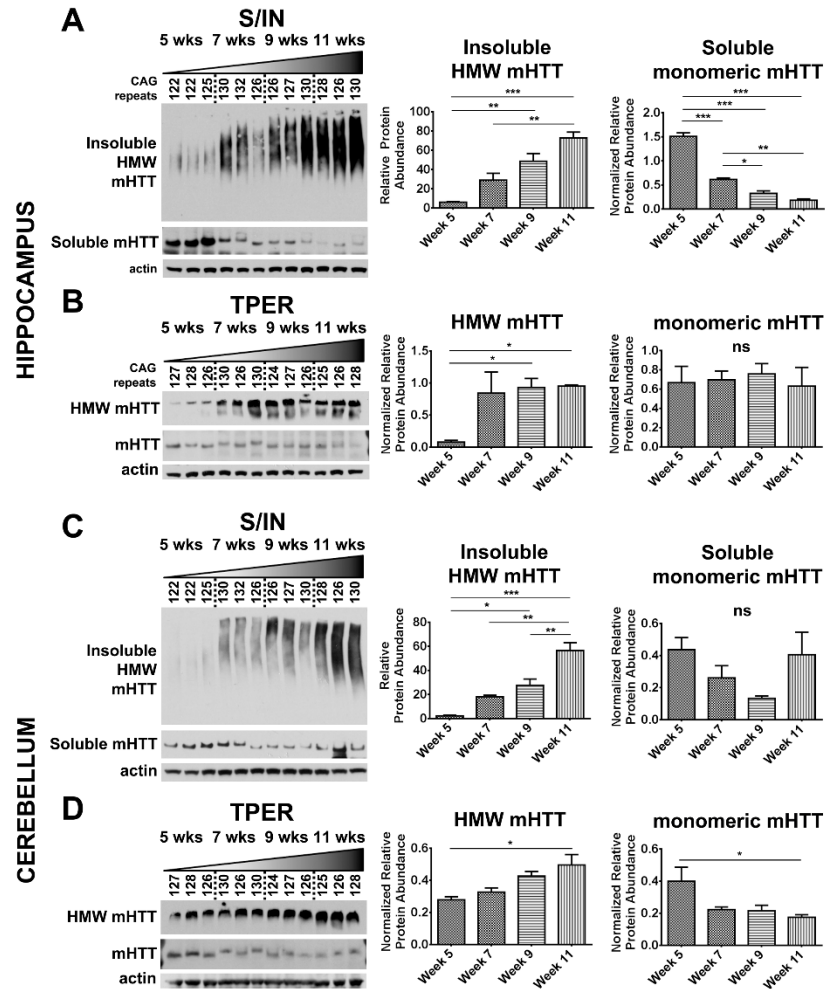 HIPPOCAMPUS
A
S/IN
5 wks 7 wks 9 wks 11 wks
CAG
repeats
122 122 125 130 132 126 126 127 130 128 126 130
Insoluble
HMW
mHTT
Soluble mHTT
actin
Insoluble
HMW mHTT
Relative Protein
Abundance
100
80
60
40
20
0
***
**
**
Week 5 Week 7 Week 9 Week 11
Soluble
monomeric mHTT
Normalized Relative
Protein Abundance
2.0
1.5
1.0
0.5
0.0
***
***
***
**
*
Week 5 Week 7 Week 9 Week 11
B
TPER
5 wks 7 wks 9 wks 11 wks
CAG
repeats
127 128 126 130 126 130 124 127 126 125 126 128
HMW mHTT
mHTT
actin
HMW mHTT
Normalized Relative
Protein Abundance
1.5
1.0
0.5
0.0
*
*
Week 5 Week 7 Week 9 Week 11
monomeric mHTT
ns
Normalized Relative
Protein Abundance
1.0
0.8
0.6
0.4
0.2
0.0
Week 5 Week 7 Week 9 Week 11
CEREBELLUM
C
S/IN
5 wks 7 wks 9 wks 11 wks
122 122 125 130 132 126 126 127 130 128 126 130
Insoluble
HMW
mHTT
Soluble mHTT
actin
Insoluble
HMW mHTT
Relative
Protein Abundance
80
60
40
20
0
***
*
**
**
Week 5 Week 7 Week 9 Week 11
Soluble
monomeric mHTT
ns
Normalized Relative
Protein Abundance
0.6
0.4
0.2
0.0
Week 5 Week 7 Week 9 Week 11
D
TPER
5 wks 7 wks 9 wks 11 wks
127 128 126 130 126 130 124 127 126 125 126 128
HMW mHTT
mHTT
actin
HMW mHTT
Normalized Relative
Protein Abundance
0.6
0.4
0.2
0.0
*
Week 5 Week 7 Week 9 Week 11
monomeric mHTT
Normalized Relative
Protein Abundance
0.6
0.4
0.2
0.0
*
Week 5 Week 7 Week 9 Week 11